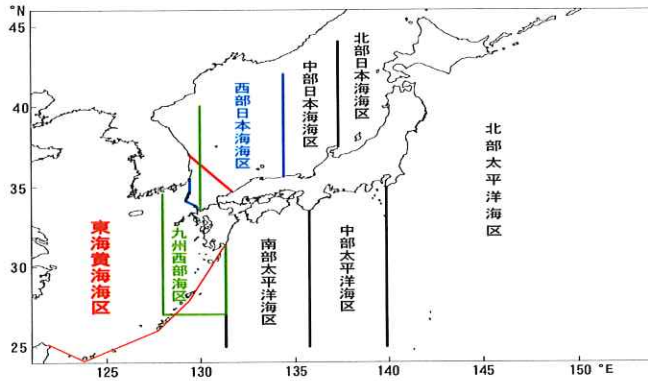 °N
45
40
35
30
25
125
130
135
140
145
150 °E
東海黄海海区
九州西部海区
西部日本海海区
中部日本海海区
北部日本海海区
南部太平洋海区
中部太平洋海区
北部太平洋海区